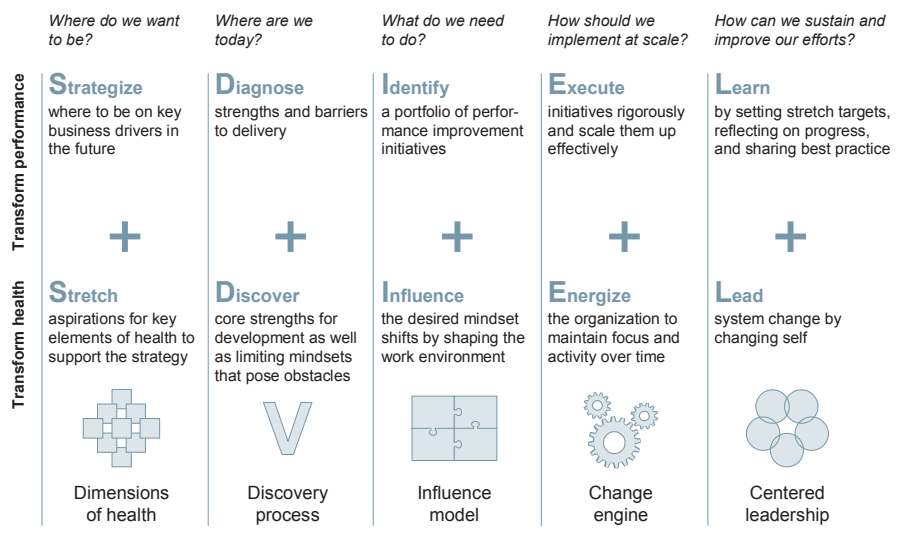 Where do we want
to be?
Where are we
today?
What do we need
to do?
How should we
implement at scale?
How can we sustain and
improve our efforts?
Transform performance
Strategize
where to be on key
business drivers in
the future
Diagnose
strengths and barriers
to delivery
Identify
a portfolio of perfor-
mance improvement
initiatives
Execute
initiatives rigorously
and scale them up
effectively
Learn
by setting stretch targets,
reflecting on progress,
and sharing best practice
+
+
+
+
+
Transform health
Stretch
aspirations for key
elements of health to
support the strategy
Discover
core strengths for
development as well
as limiting mindsets
that pose obstacles
Influence
the desired mindset
shifts by shaping the
work environment
Energize
the organization to
maintain focus and
activity over time
Lead
system change by
changing self
V
Dimensions
of health
Discovery
process
Influence
model
Change
engine
Centered
leadership